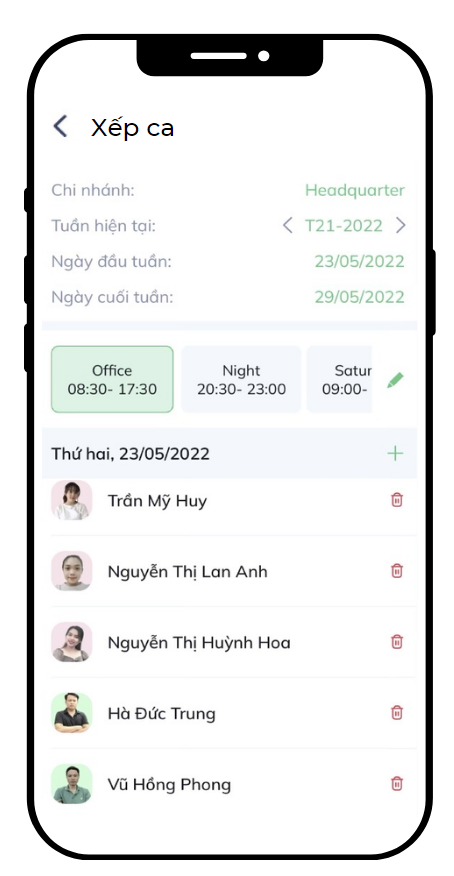 Xếp ca
Chi nhánh: Headquarter
Tuần hiện tại: T21-2022
Ngày đầu tuần: 23/05/2022
Ngày cuối tuần: 29/05/2022
Office Night Satur
08:30- 17:30 20:30- 23:00 09:00-
Thứ hai, 23/05/2022
Trần Mỹ Huy
Nguyễn Thị Lan Anh
Nguyễn Thị Huỳnh Hoa
Hà Đức Trung
Vũ Hồng Phong